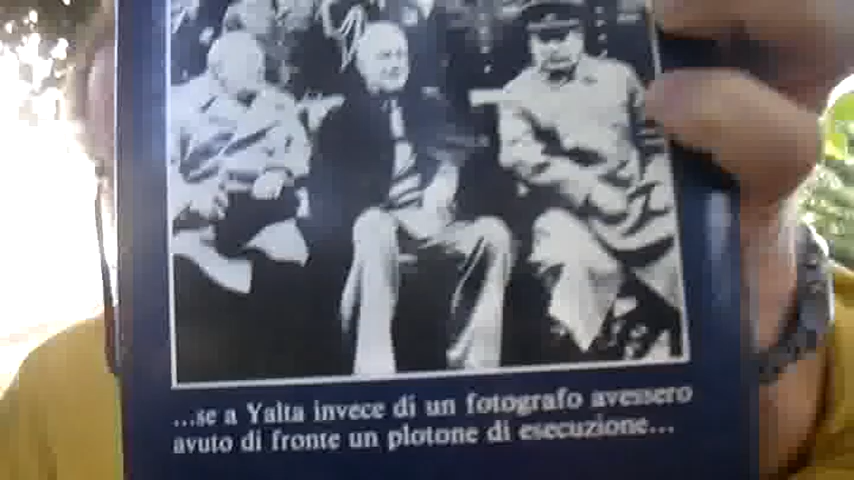 ...se a Yalta invece di un fotografo avessero
avuto di fronte un plotone di esecuzione...